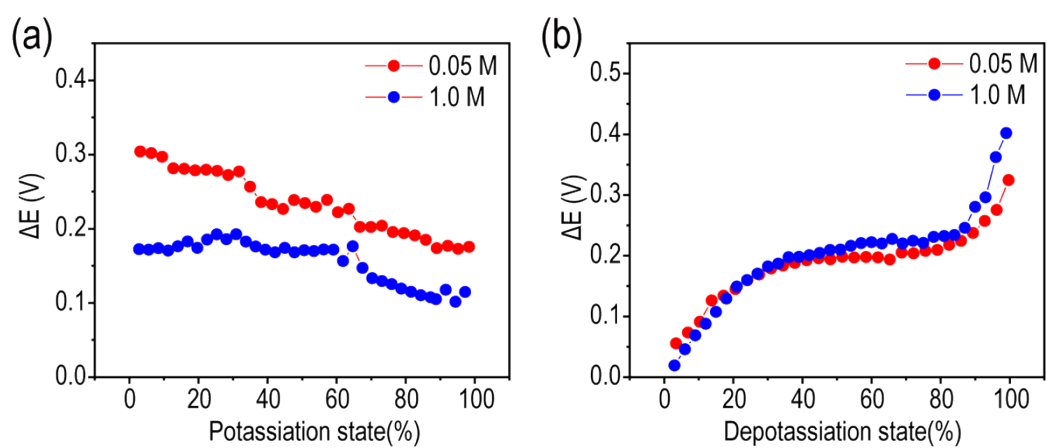 (a)
0.4
0.3
0.2
0.1
0.0
ΔE (V)
0.05 M
1.0 M
0 20 40 60 80 100
Potassiation state(%)
(b)
0.5
0.4
0.3
0.2
0.1
0.0
ΔE (V)
0.05 M
1.0 M
0 20 40 60 80 100
Depotassiation state(%)